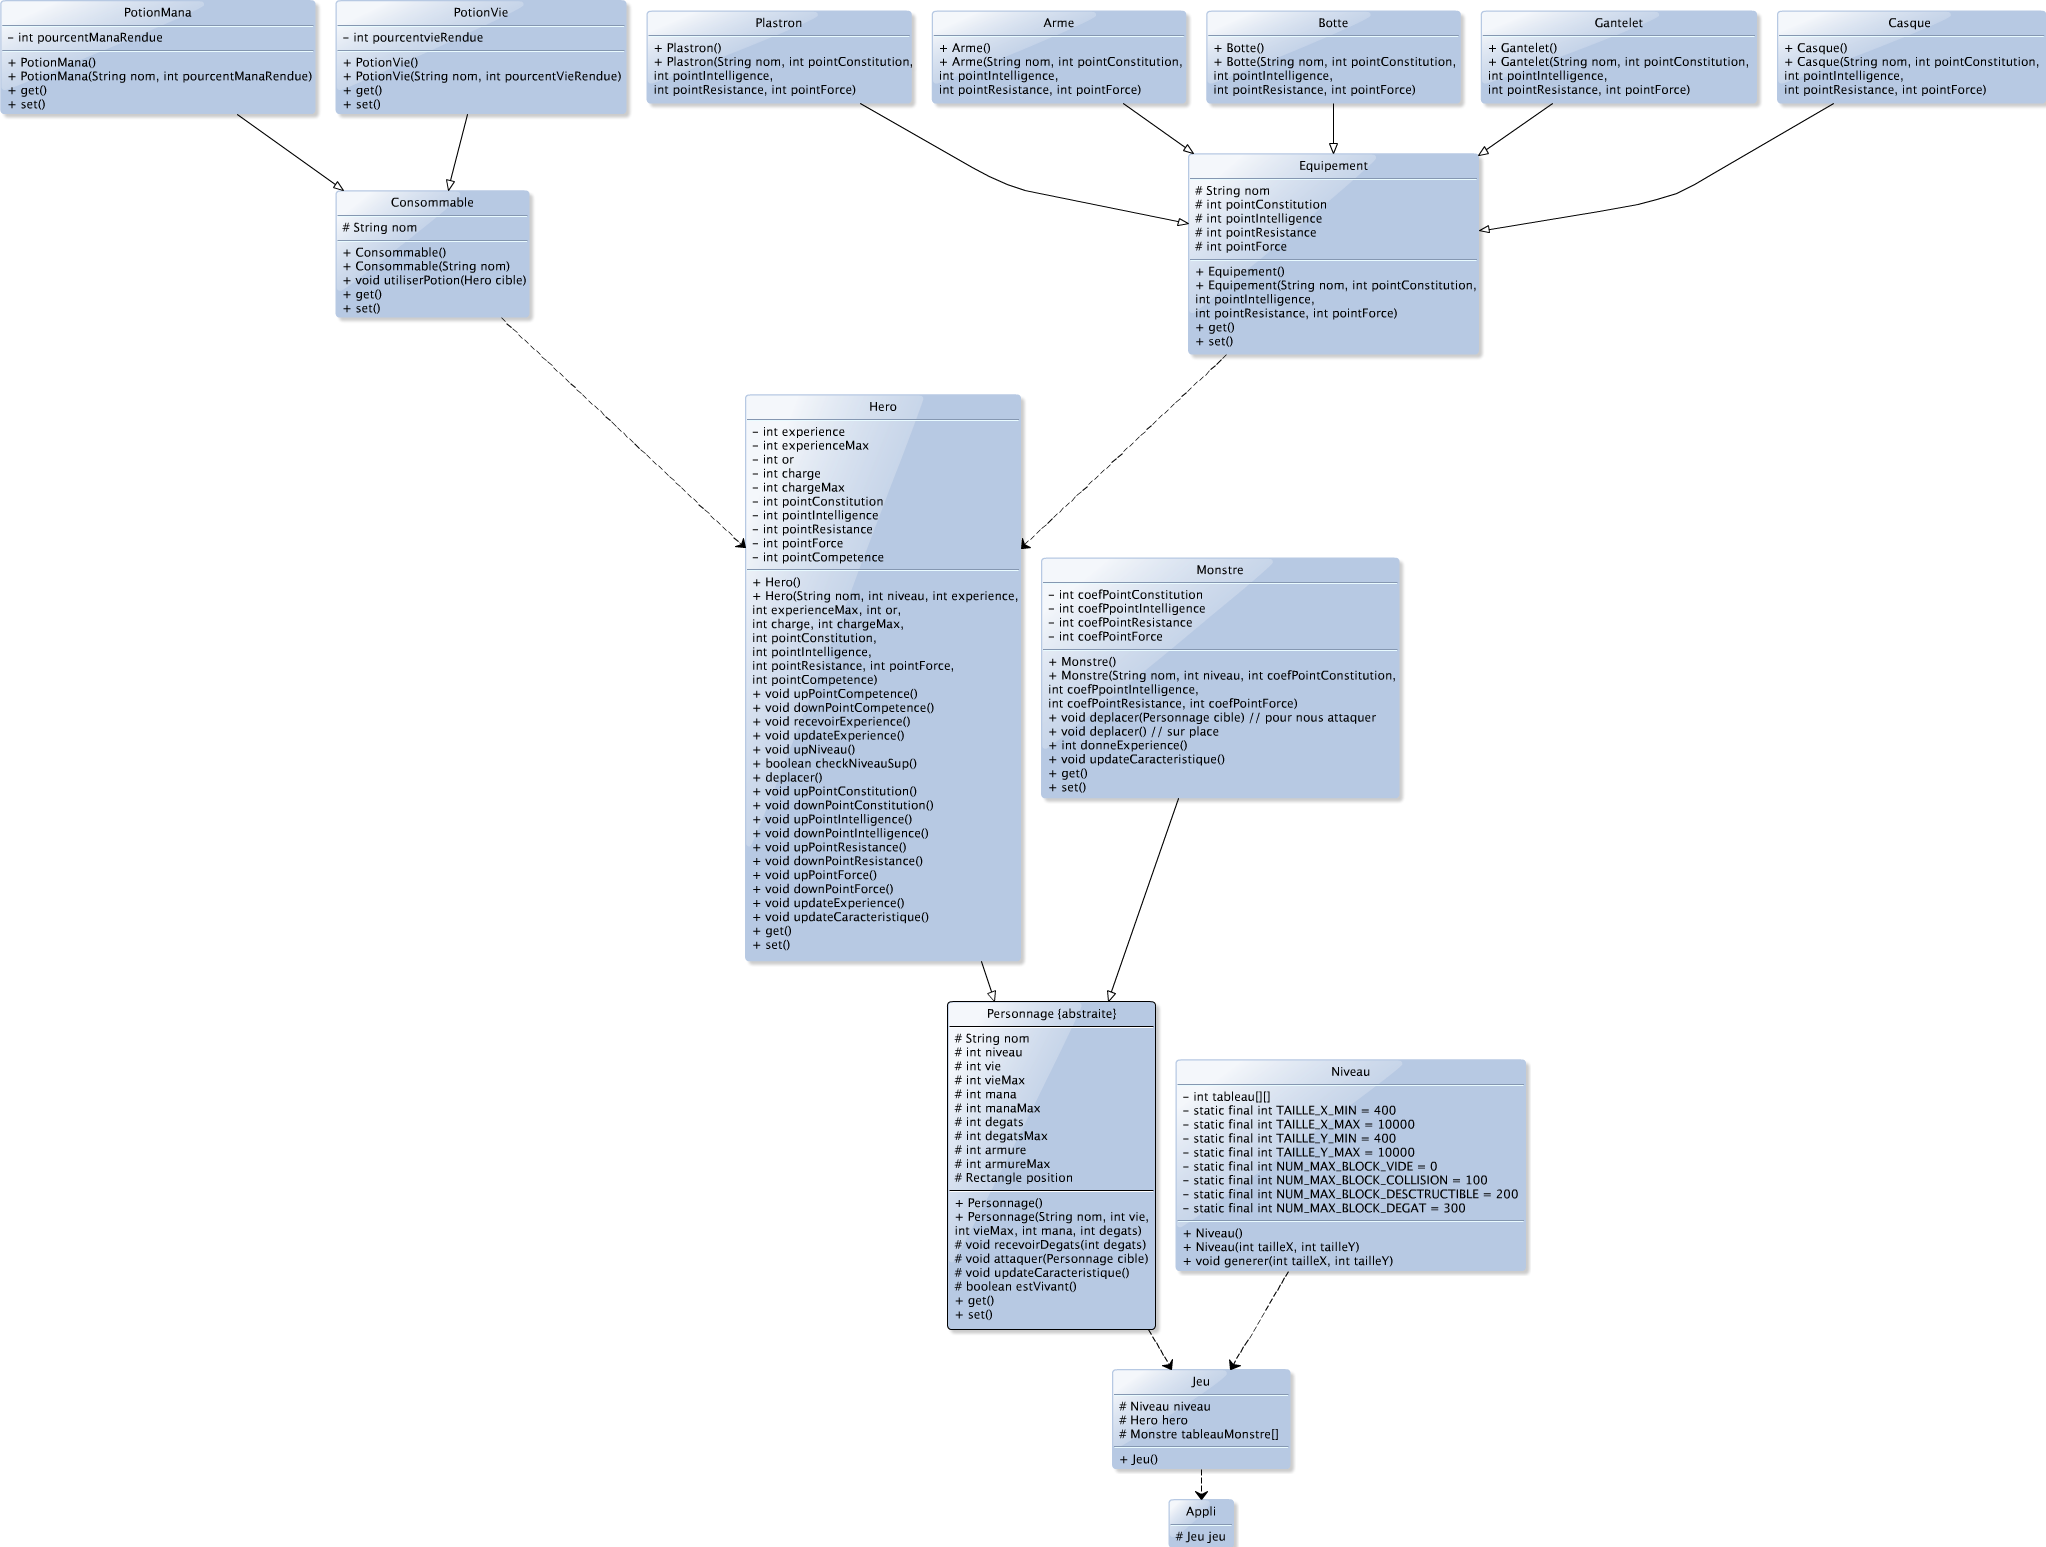 PotionMana
- int pourcentManaRendue
+ PotionMana()
+ PotionMana(String nom, int pourcentManaRendue)
+ get()
+ set()
PotionVie
- int pourcentvieRendue
+ PotionVie()
+ PotionVie(String nom, int pourcentVieRendue)
+ get()
+ set()
Plastron
+ Plastron()
+ Plastron(String nom, int pointConstitution,
int pointIntelligence,
int pointResistance, int pointForce)
Arme
+ Arme()
+ Arme(String nom, int pointConstitution,
int pointIntelligence,
int pointResistance, int pointForce)
Botte
+ Botte()
+ Botte(String nom, int pointConstitution,
int pointIntelligence,
int pointResistance, int pointForce)
Gantelet
+ Gantelet()
+ Gantelet(String nom, int pointConstitution,
int pointIntelligence,
int pointResistance, int pointForce)
Casque
+ Casque()
+ Casque(String nom, int pointConstitution,
int pointIntelligence,
int pointResistance, int pointForce)
Consommable
# String nom
+ Consommable()
+ Consommable(String nom)
+ void utiliserPotion(Hero cible)
+ get()
+ set()
Equipement
# String nom
# int pointConstitution
# int pointIntelligence
# int pointResistance
# int pointForce
+ Equipement()
+ Equipement(String nom, int pointConstitution,
int pointIntelligence,
int pointResistance, int pointForce)
+ get()
+ set()
Hero
- int experience
- int experienceMax
- int or
- int charge
- int chargeMax
- int pointConstitution
- int pointIntelligence
- int pointResistance
- int pointForce
- int pointCompetence
+ Hero()
+ Hero(String nom, int niveau, int experience,
int experienceMax, int or,
int charge, int chargeMax,
int pointConstitution,
int pointIntelligence,
int pointResistance, int pointForce,
int pointCompetence)
+ void upPointCompetence()
+ void downPointCompetence()
+ void recevoirExperience()
+ void updateExperience()
+ void upNiveau()
+ boolean checkNiveauSup()
+ deplacer()
+ void upPointConstitution()
+ void downPointConstitution()
+ void upPointIntelligence()
+ void downPointIntelligence()
+ void upPointResistance()
+ void downPointResistance()
+ void upPointForce()
+ void downPointForce()
+ void updateExperience()
+ void updateCaracteristique()
+ get()
+ set()
Monstre
- int coefPointConstitution
- int coefPpointIntelligence
- int coefPointResistance
- int coefPointForce
+ Monstre()
+ Monstre(String nom, int niveau, int coefPointConstitution,
int coefPpointIntelligence,
int coefPointResistance, int coefPointForce)
+ void deplacer(Personnage cible) // pour nous attaquer
+ void deplacer() // sur place
+ int donneExperience()
+ void updateCaracteristique()
+ get()
+ set()
Personnage {abstraite}
# String nom
# int niveau
# int vie
# int vieMax
# int mana
# int manaMax
# int degats
# int degatsMax
# int armure
# int armureMax
# Rectangle position
+ Personnage()
+ Personnage(String nom, int vie,
int vieMax, int mana, int degats)
# void recevoirDegats(int degats)
# void attaquer(Personnage cible)
# void updateCaracteristique()
# boolean estVivant()
+ get()
+ set()
Niveau
- int tableau[][]
- static final int TAILLE_X_MIN = 400
- static final int TAILLE_X_MAX = 10000
- static final int TAILLE_Y_MIN = 400
- static final int TAILLE_Y_MAX = 10000
- static final int NUM_MAX_BLOCK_VIDE = 0
- static final int NUM_MAX_BLOCK_COLLISION = 100
- static final int NUM_MAX_BLOCK_DESCTRUCTIBLE = 200
- static final int NUM_MAX_BLOCK_DEGAT = 300
+ Niveau()
+ Niveau(int tailleX, int tailleY)
+ void generer(int tailleX, int tailleY)
Jeu
# Niveau niveau
# Hero hero
# Monstre tableauMonstre[]
+ Jeu()
Appli
# Jeu jeu